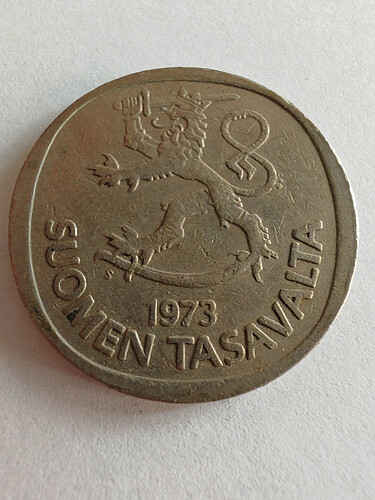 S
1973
SUOMEN TASAVALTA